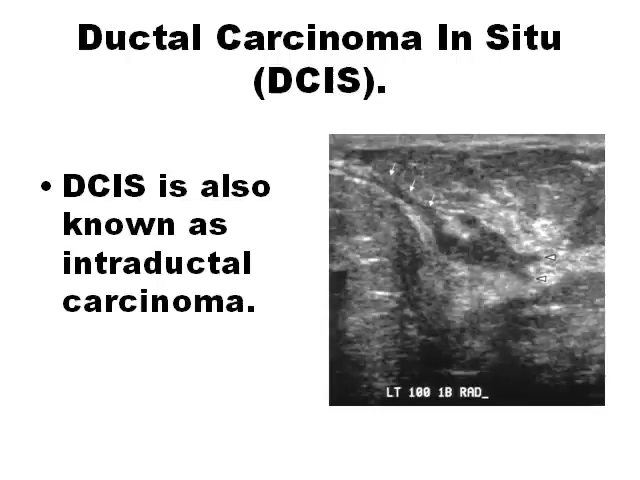 Ductal Carcinoma In Situ
(DCIS).
• DCIS is also
known as
intraductal
carcinoma.
LT 100 1B RAD_